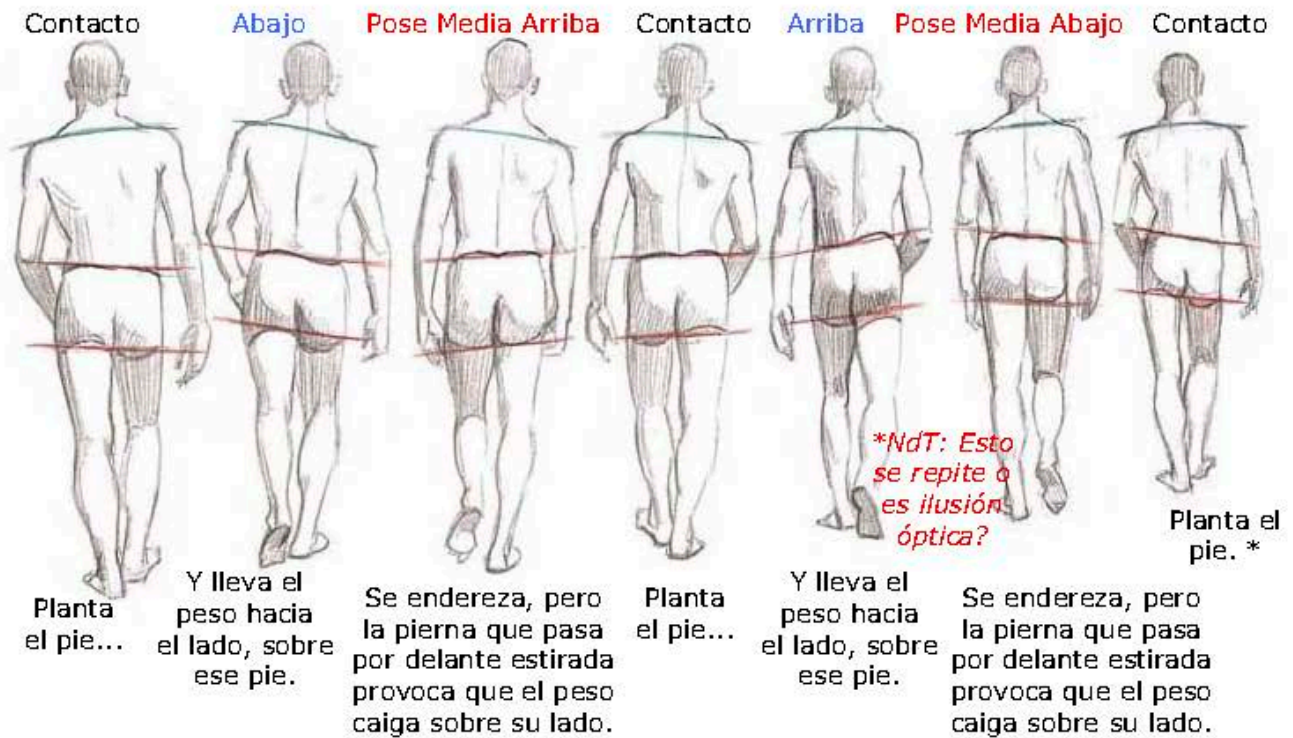 Contacto
Abajo
Pose Media Arriba
Contacto
Arriba
Pose Media Abajo
Contacto
*NdT: Esto
se repite o
es ilusión
óptica?
Planta
el pie...
Y lleva el
peso hacia
el lado, sobre
ese pie.
Se endereza, pero
la pierna que pasa
por delante estirada
provoca que el peso
caiga sobre su lado.
Planta
el pie...
Y lleva el
peso hacia
el lado, sobre
ese pie.
Se endereza, pero
la pierna que pasa
por delante estirada
provoca que el peso
caiga sobre su lado.
Planta el
pie. *